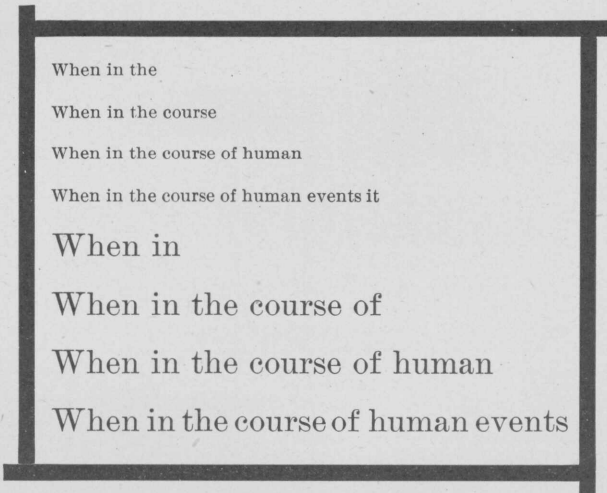 When in the
When in the course
When in the course of human
When in the course of human events it
When in
When in the course of
When in the course of human
When in the course of human events